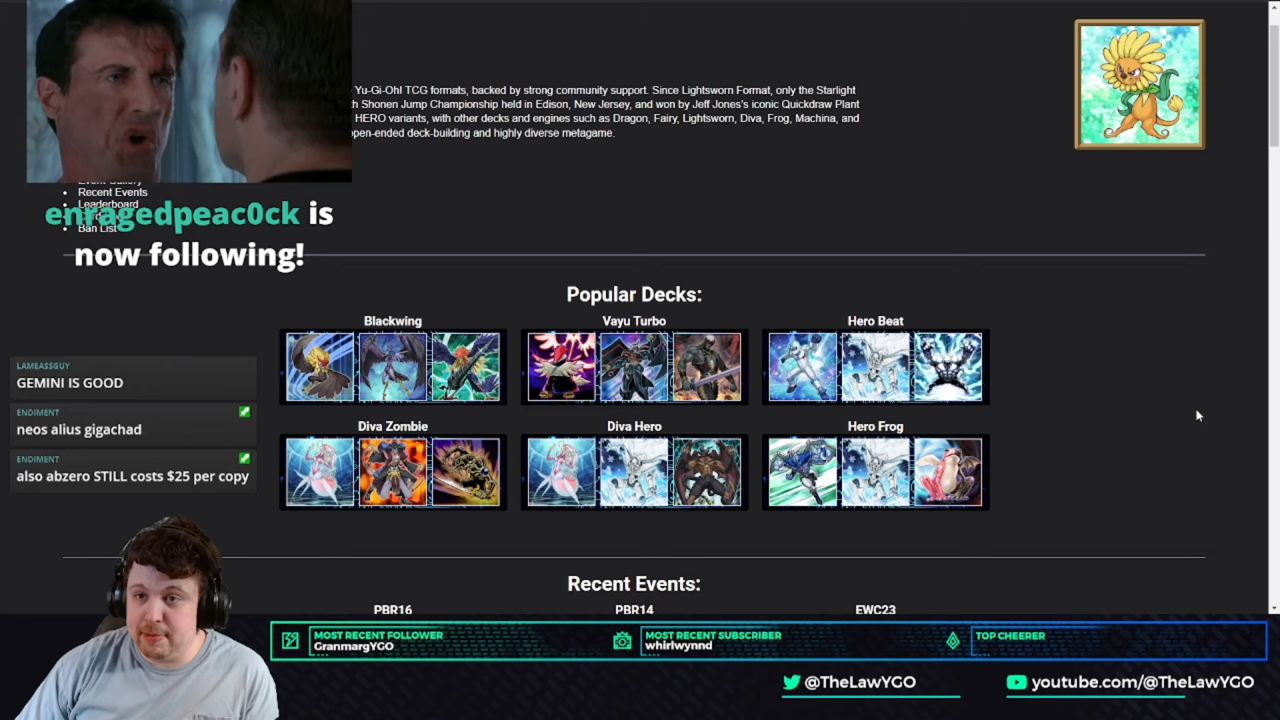 Yu-Gi-Oh! TCG formats, backed by strong community support. Since Lightsworn Format, only the Starlight
Shonen Jump Championship held in Edison, New Jersey, and won by Jeff Jones's iconic Quickdraw Plant
HERO variants, with other decks and engines such as Dragon, Fairy, Lightsworn, Diva, Frog, Machina, and
open-ended deck-building and highly diverse metagame.
Event Gallery
Recent Events
Leaderboard
Ban List
enragedpeac0ck is
now following!
Popular Decks:
Blackwing
Vayu Turbo
Hero Beat
LAMEASSGUY
GEMINI IS GOOD
ENDIMENT
neos alius gigachad
ENDIMENT
also abzero STILL costs $25 per copy
Diva Zombie
Diva Hero
Hero Frog
Recent Events:
PBR16
PBR14
EWC23
MOST RECENT FOLLOWER
GranmargYGO
MOST RECENT SUBSCRIBER
whirlwynnd
TOP CHEERER
@TheLawYGO
youtube.com/@TheLawYGO